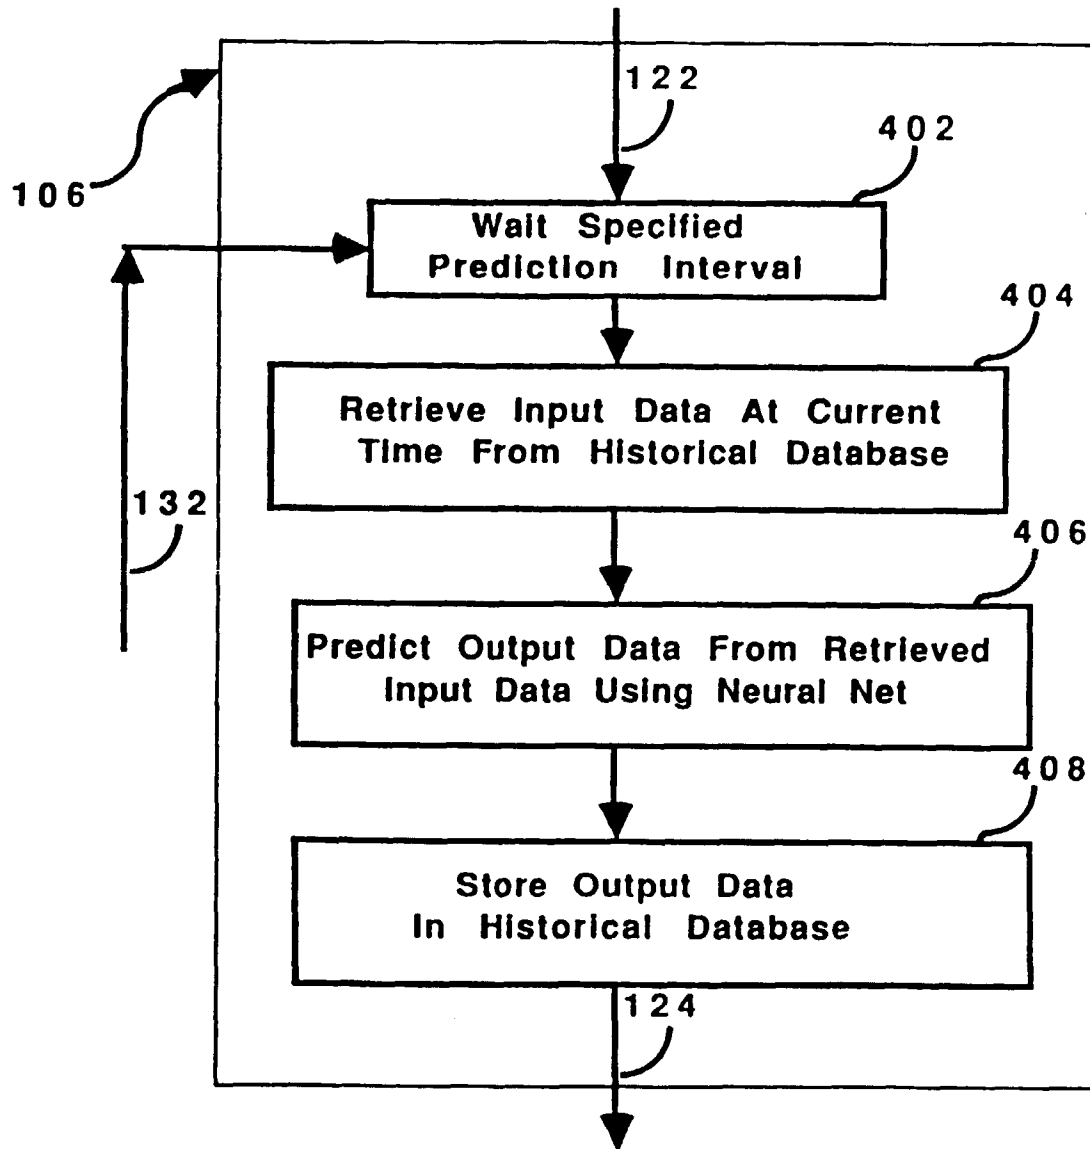 122
402
106
Wait Specified
Prediction Interval
404
Retrieve Input Data At Current
Time From Historical Database
132
406
Predict Output Data From Retrieved
Input Data Using Neural Net
408
Store Output Data
In Historical Database
124